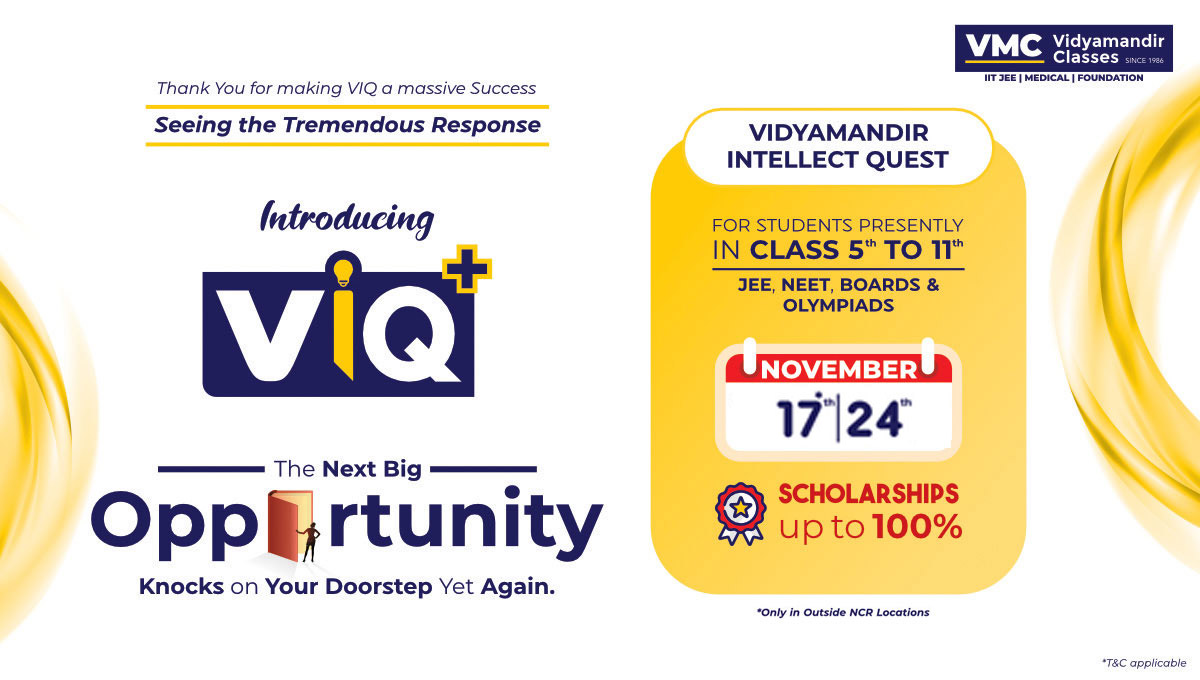 VMC Vidyamandir Classes SINCE 1986
IIT JEE | MEDICAL | FOUNDATION
Thank You for making VIQ a massive Success
Seeing the Tremendous Response
Introducing
ViQ+
The Next Big
Opportunity
Knocks on Your Doorstep Yet Again.
VIDYAMANDIR
INTELLECT QUEST
FOR STUDENTS PRESENTLY
IN CLASS 5th TO 11th
JEE, NEET, BOARDS &
OLYMPIADS
NOVEMBER
17*th|24th
SCHOLARSHIPS
up to 100%
*Only in Outside NCR Locations
*T&C applicable